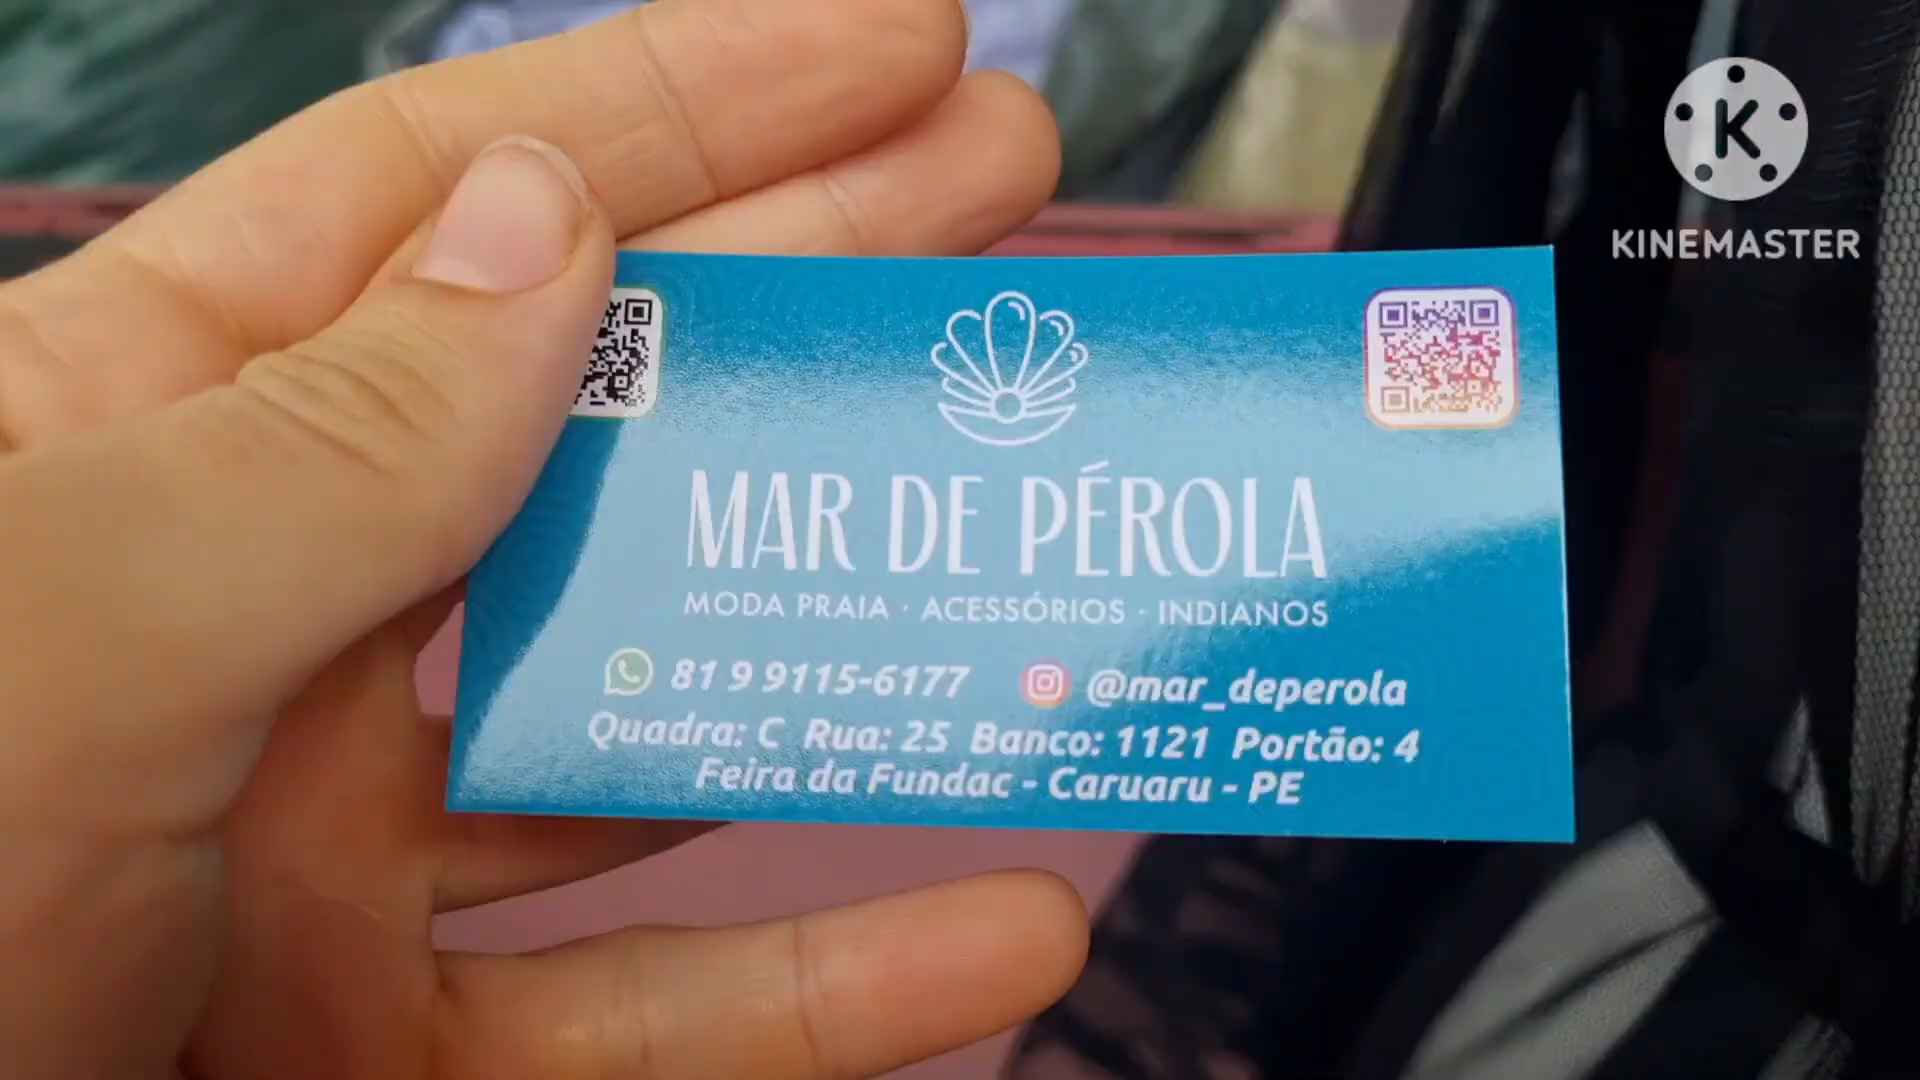 K
KINEMASTER
MAR DE PÉROLA
MODA PRAIA · ACESSÓRIOS · INDIANOS
81 9 9115-6177 @mar_deperola
Quadra: C Rua: 25 Banco: 1121 Portão: 4
Feira da Fundac - Caruaru - PE